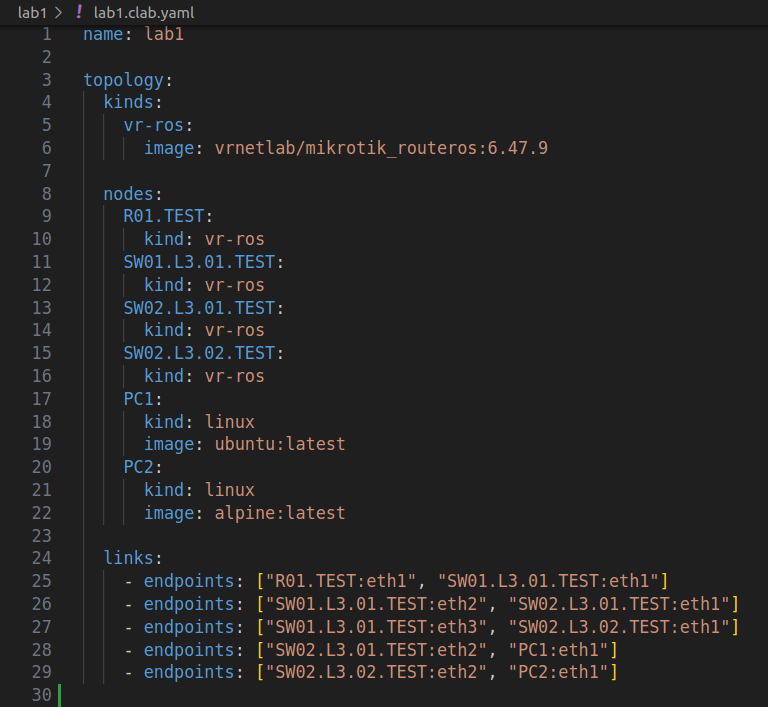 lab1 > ! lab1.clab.yaml
1 name: lab1
2
3 topology:
4   kinds:
5     vr-ros:
6       image: vrnetlab/mikrotik_routeros:6.47.9
7
8   nodes:
9     R01.TEST:
10       kind: vr-ros
11     SW01.L3.01.TEST:
12       kind: vr-ros
13     SW02.L3.01.TEST:
14       kind: vr-ros
15     SW02.L3.02.TEST:
16       kind: vr-ros
17     PC1:
18       kind: linux
19       image: ubuntu:latest
20     PC2:
21       kind: linux
22       image: alpine:latest
23
24   links:
25     - endpoints: ["R01.TEST:eth1", "SW01.L3.01.TEST:eth1"]
26     - endpoints: ["SW01.L3.01.TEST:eth2", "SW02.L3.01.TEST:eth1"]
27     - endpoints: ["SW01.L3.01.TEST:eth3", "SW02.L3.02.TEST:eth1"]
28     - endpoints: ["SW02.L3.01.TEST:eth2", "PC1:eth1"]
29     - endpoints: ["SW02.L3.02.TEST:eth2", "PC2:eth1"]
30